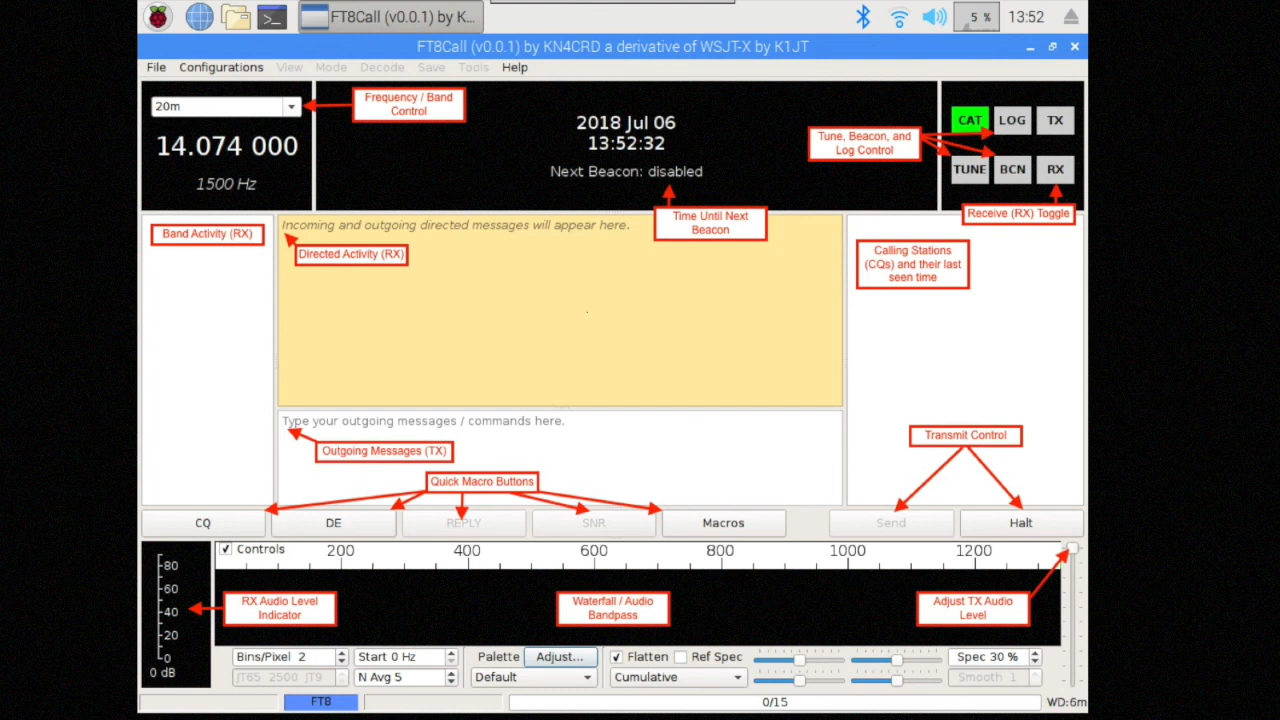 FT8Call (v0.0.1) by K...
5 %
13:52
FT8Call (v0.0.1) by KN4CRD a derivative of WSJT-X by K1JT
File Configurations View Mode Decode Save Tools Help
20m
Frequency / Band
Control
14.074 000
1500 Hz
2018 Jul 06
13:52:32
Next Beacon: disabled
Time Until Next
Beacon
Tune, Beacon, and
Log Control
CAT LOG TX
TUNE BCN RX
Receive (RX) Toggle
Band Activity (RX)
Incoming and outgoing directed messages will appear here.
Directed Activity (RX)
Calling Stations
(CQs) and their last
seen time
Type your outgoing messages / commands here.
Outgoing Messages (TX)
Transmit Control
Quick Macro Buttons
CQ DE REPLY SNR Macros Send Halt
Controls 200 400 600 800 1000 1200
80
60
40
20
0
0 dB
RX Audio Level
Indicator
Waterfall / Audio
Bandpass
Adjust TX Audio
Level
Bins/Pixel 2 Start 0 Hz Palette Adjust... Flatten Ref Spec Spec 30 %
JT65 2500 JT9 N Avg 5 Default Cumulative Smooth 1
FT8 0/15 WD:6m